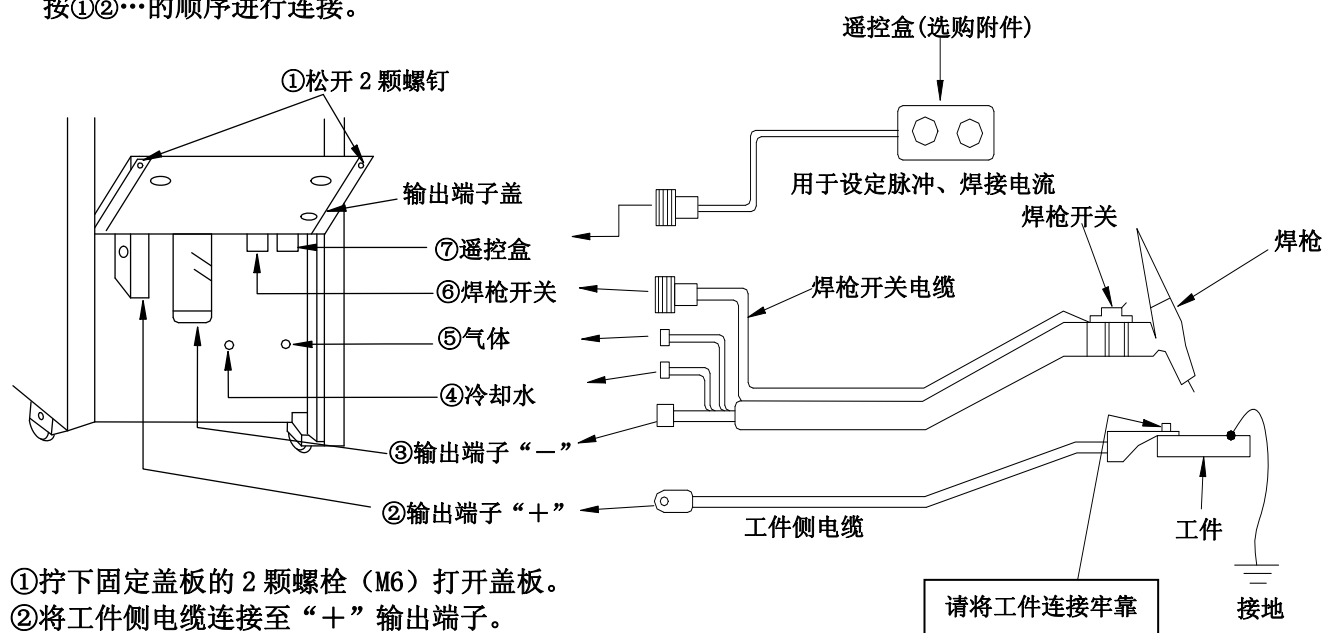 按①②…的顺序进行连接。
遥控盒(选购附件)
①松开2颗螺钉
输出端子盖
用于设定脉冲、焊接电流
焊枪开关
焊枪
⑦遥控盒
⑥焊枪开关
焊枪开关电缆
⑤气体
④冷却水
③输出端子“－”
②输出端子“＋”
工件侧电缆
工件
①拧下固定盖板的2颗螺栓（M6）打开盖板。
请将工件连接牢靠
接地
②将工件侧电缆连接至“＋”输出端子。